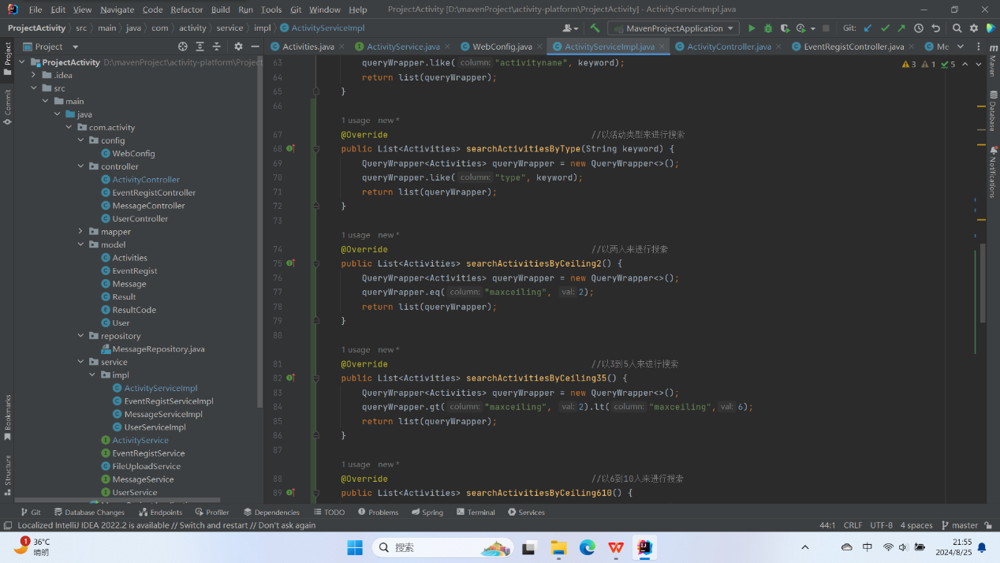 File Edit View Navigate Code Refactor Build Run Tools Git Window Help ProjectActivity [D:\mavenProject\activity-platform\ProjectActivity] - ActivityServiceImpl.java
ProjectActivity src main java com activity service impl ActivityServiceImpl MavenProjectApplication Git:
Project Activities.java ActivityService.java WebConfig.java ActivityServiceImpl.java ActivityController.java EventRegistController.java Me
ProjectActivity D:\mavenProject\activity-platform\Project
.idea
src
main
java
com.activity
config
WebConfig
controller
ActivityController
EventRegistController
MessageController
UserController
mapper
model
Activities
EventRegist
Message
Result
ResultCode
User
repository
MessageRepository.java
service
impl
ActivityServiceImpl
EventRegistServiceImpl
MessageServiceImpl
UserServiceImpl
ActivityService
EventRegistService
FileUploadService
MessageService
UserService
Project
Commit
Bookmarks
Structure
3 1 5
63 queryWrapper.like( column: "activityname", keyword);
64 return list(queryWrapper);
65 }
66
1 usage new *
67 @Override //以活动类型来进行搜索
68 public List<Activities> searchActivitiesByType(String keyword) {
69 QueryWrapper<Activities> queryWrapper = new QueryWrapper<>();
70 queryWrapper.like( column: "type", keyword);
71 return list(queryWrapper);
72 }
73
1 usage new *
74 @Override //以两人来进行搜索
75 public List<Activities> searchActivitiesByCeiling2() {
76 QueryWrapper<Activities> queryWrapper = new QueryWrapper<>();
77 queryWrapper.eq( column: "maxceiling", val: 2);
78 return list(queryWrapper);
79 }
80
1 usage new *
81 @Override //以3到5人来进行搜索
82 public List<Activities> searchActivitiesByCeiling35() {
83 QueryWrapper<Activities> queryWrapper = new QueryWrapper<>();
84 queryWrapper.gt( column: "maxceiling", val: 2).lt( column: "maxceiling", val: 6);
85 return list(queryWrapper);
86 }
87
1 usage new *
88 @Override //以6到10人来进行搜索
89 public List<Activities> searchActivitiesByCeiling610() {
Maven
Database
Notifications
Git Database Changes Endpoints Profiler Dependencies TODO Problems Spring Terminal Services
Localized IntelliJ IDEA 2022.2 is available // Switch and restart // Don't ask again 44:1 CRLF UTF-8 4 spaces master
1 36°C
晴朗
搜索
中
21:55
2024/8/25